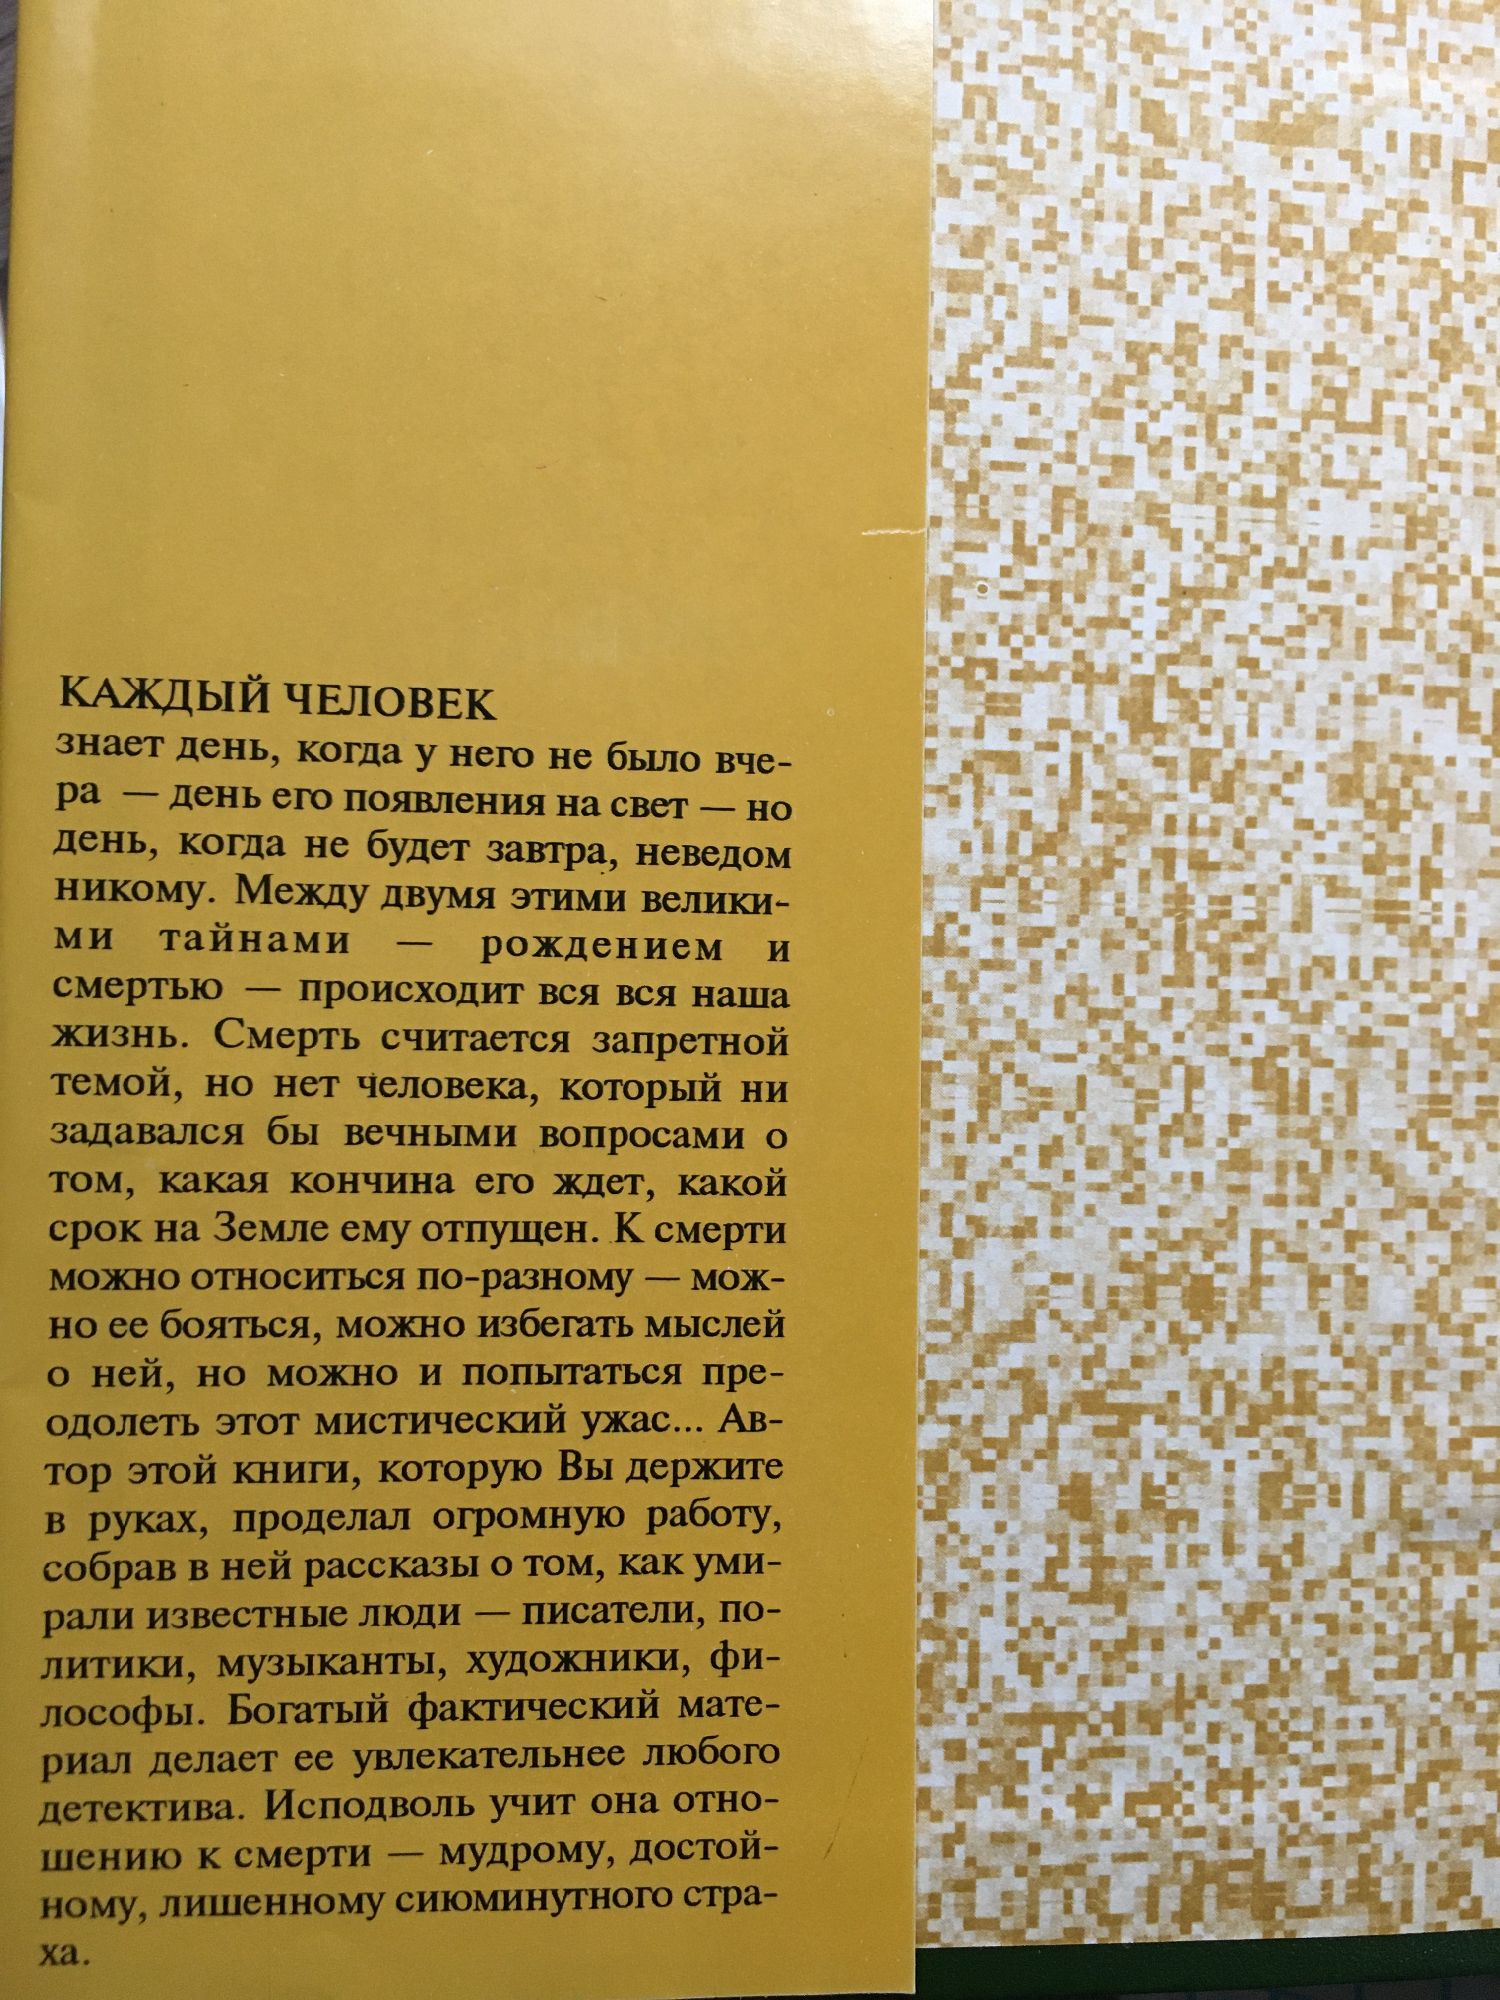 КАЖДЫЙ ЧЕЛОВЕК
знает день, когда у него не было вче-
ра — день его появления на свет — но
день, когда не будет завтра, неведом
никому. Между двумя этими велики-
ми тайнами — рождением и
смертью — происходит вся вся наша
жизнь. Смерть считается запретной
темой, но нет человека, который ни
задавался бы вечными вопросами о
том, какая кончина его ждет, какой
срок на Земле ему отпущен. К смерти
можно относиться по-разному — мож-
но ее бояться, можно избегать мыслей
о ней, но можно и попытаться пре-
одолеть этот мистический ужас... Ав-
тор этой книги, которую Вы держите
в руках, проделал огромную работу,
собрав в ней рассказы о том, как уми-
рали известные люди — писатели, по-
литики, музыканты, художники, фи-
лософы. Богатый фактический мате-
риал делает ее увлекательнее любого
детектива. Исподволь учит она отно-
шению к смерти — мудрому, достой-
ному, лишенному сиюминутного стра-
ха.